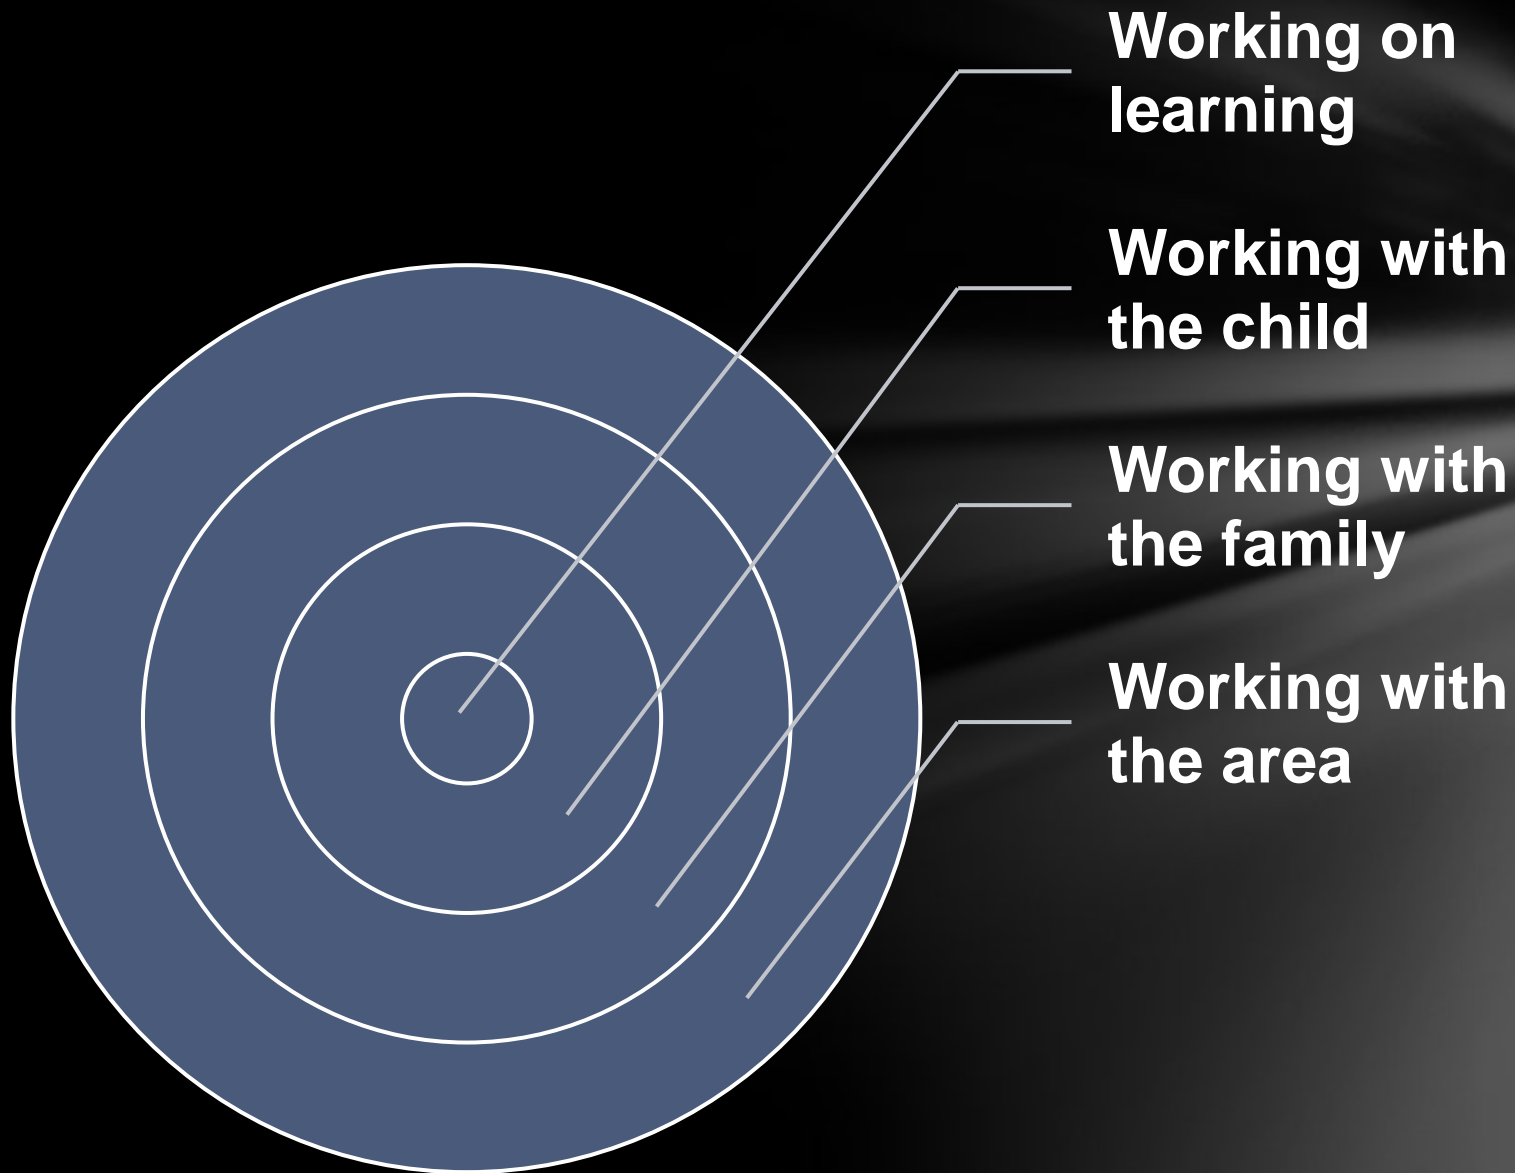 Working on
learning
Working with
the child
Working with
the family
Working with
the area